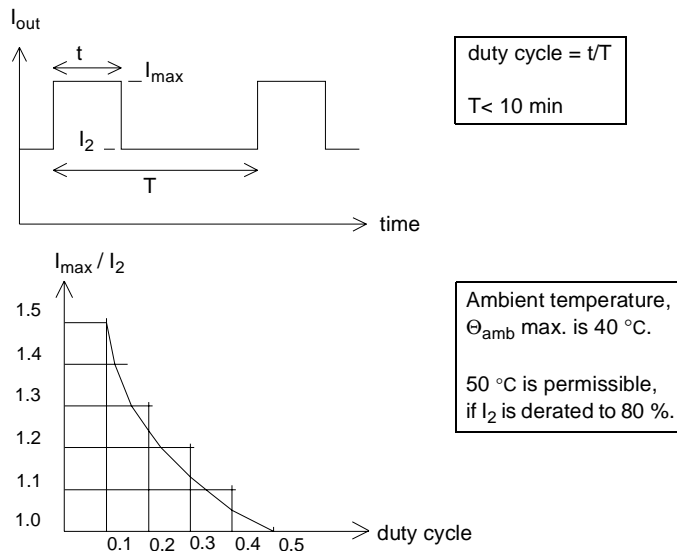 I_out
t
I_max
I_2
T
time
duty cycle = t/T
T< 10 min
I_max / I_2
1.5
1.4
1.3
1.2
1.1
1.0
0.1 0.2 0.3 0.4 0.5
duty cycle
Ambient temperature,
Θ_amb max. is 40 °C.
50 °C is permissible,
if I_2 is derated to 80 %.